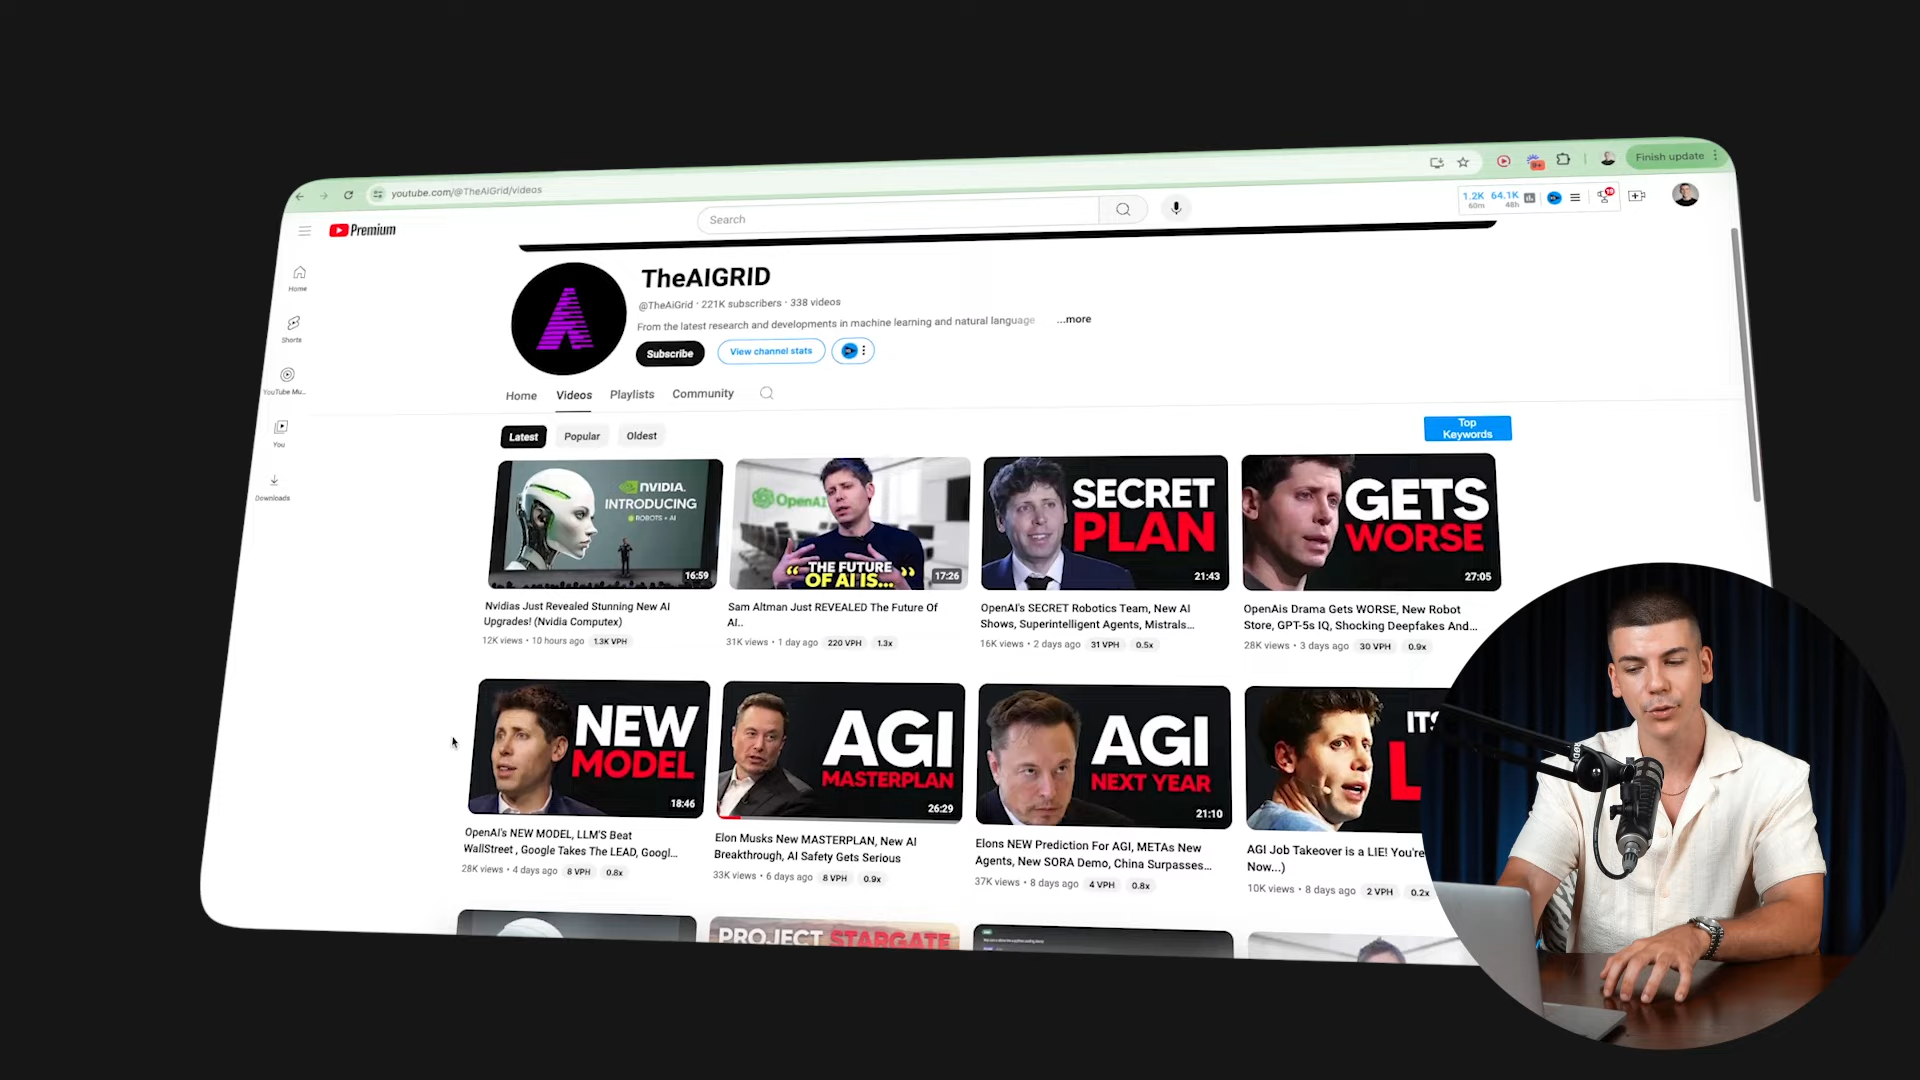 youtube.com/@TheAiGrid/videos
Finish update
Premium
Search
1.2K 64.1K
60m 48h
Home
Shorts
YouTube Mu...
You
Downloads
TheAIGRID
@TheAiGrid · 221K subscribers · 338 videos
From the latest research and developments in machine learning and natural language ...more
Subscribe
View channel stats
Home Videos Playlists Community
Latest Popular Oldest
Top
Keywords
NVIDIA.
INTRODUCING
ROBOTS + AI
16:59
OpenAI
“ THE FUTURE ”
OF AI IS...
17:26
SECRET
PLAN
21:43
GETS
WORSE
27:05
Nvidias Just Revealed Stunning New AI
Upgrades! (Nvidia Computex)
12K views · 10 hours ago 1.3K VPH
Sam Altman Just REVEALED The Future Of
AI..
31K views · 1 day ago 220 VPH 1.3x
OpenAI's SECRET Robotics Team, New AI
Shows, Superintelligent Agents, Mistrals...
16K views · 2 days ago 31 VPH 0.5x
OpenAis Drama Gets WORSE, New Robot
Store, GPT-5s IQ, Shocking Deepfakes And...
28K views · 3 days ago 30 VPH 0.9x
NEW
MODEL
18:46
AGI
MASTERPLAN
26:29
AGI
NEXT YEAR
21:10
OpenAI's NEW MODEL, LLM'S Beat
WallStreet , Google Takes The LEAD, Googl...
28K views · 4 days ago 8 VPH 0.8x
Elon Musks New MASTERPLAN, New AI
Breakthrough, AI Safety Gets Serious
33K views · 6 days ago 8 VPH 0.9x
Elons NEW Prediction For AGI, METAs New
Agents, New SORA Demo, China Surpasses...
37K views · 8 days ago 4 VPH 0.8x
AGI Job Takeover is a LIE! You're
Now...)
10K views · 8 days ago 2 VPH 0.2x
PROJECT STARGATE